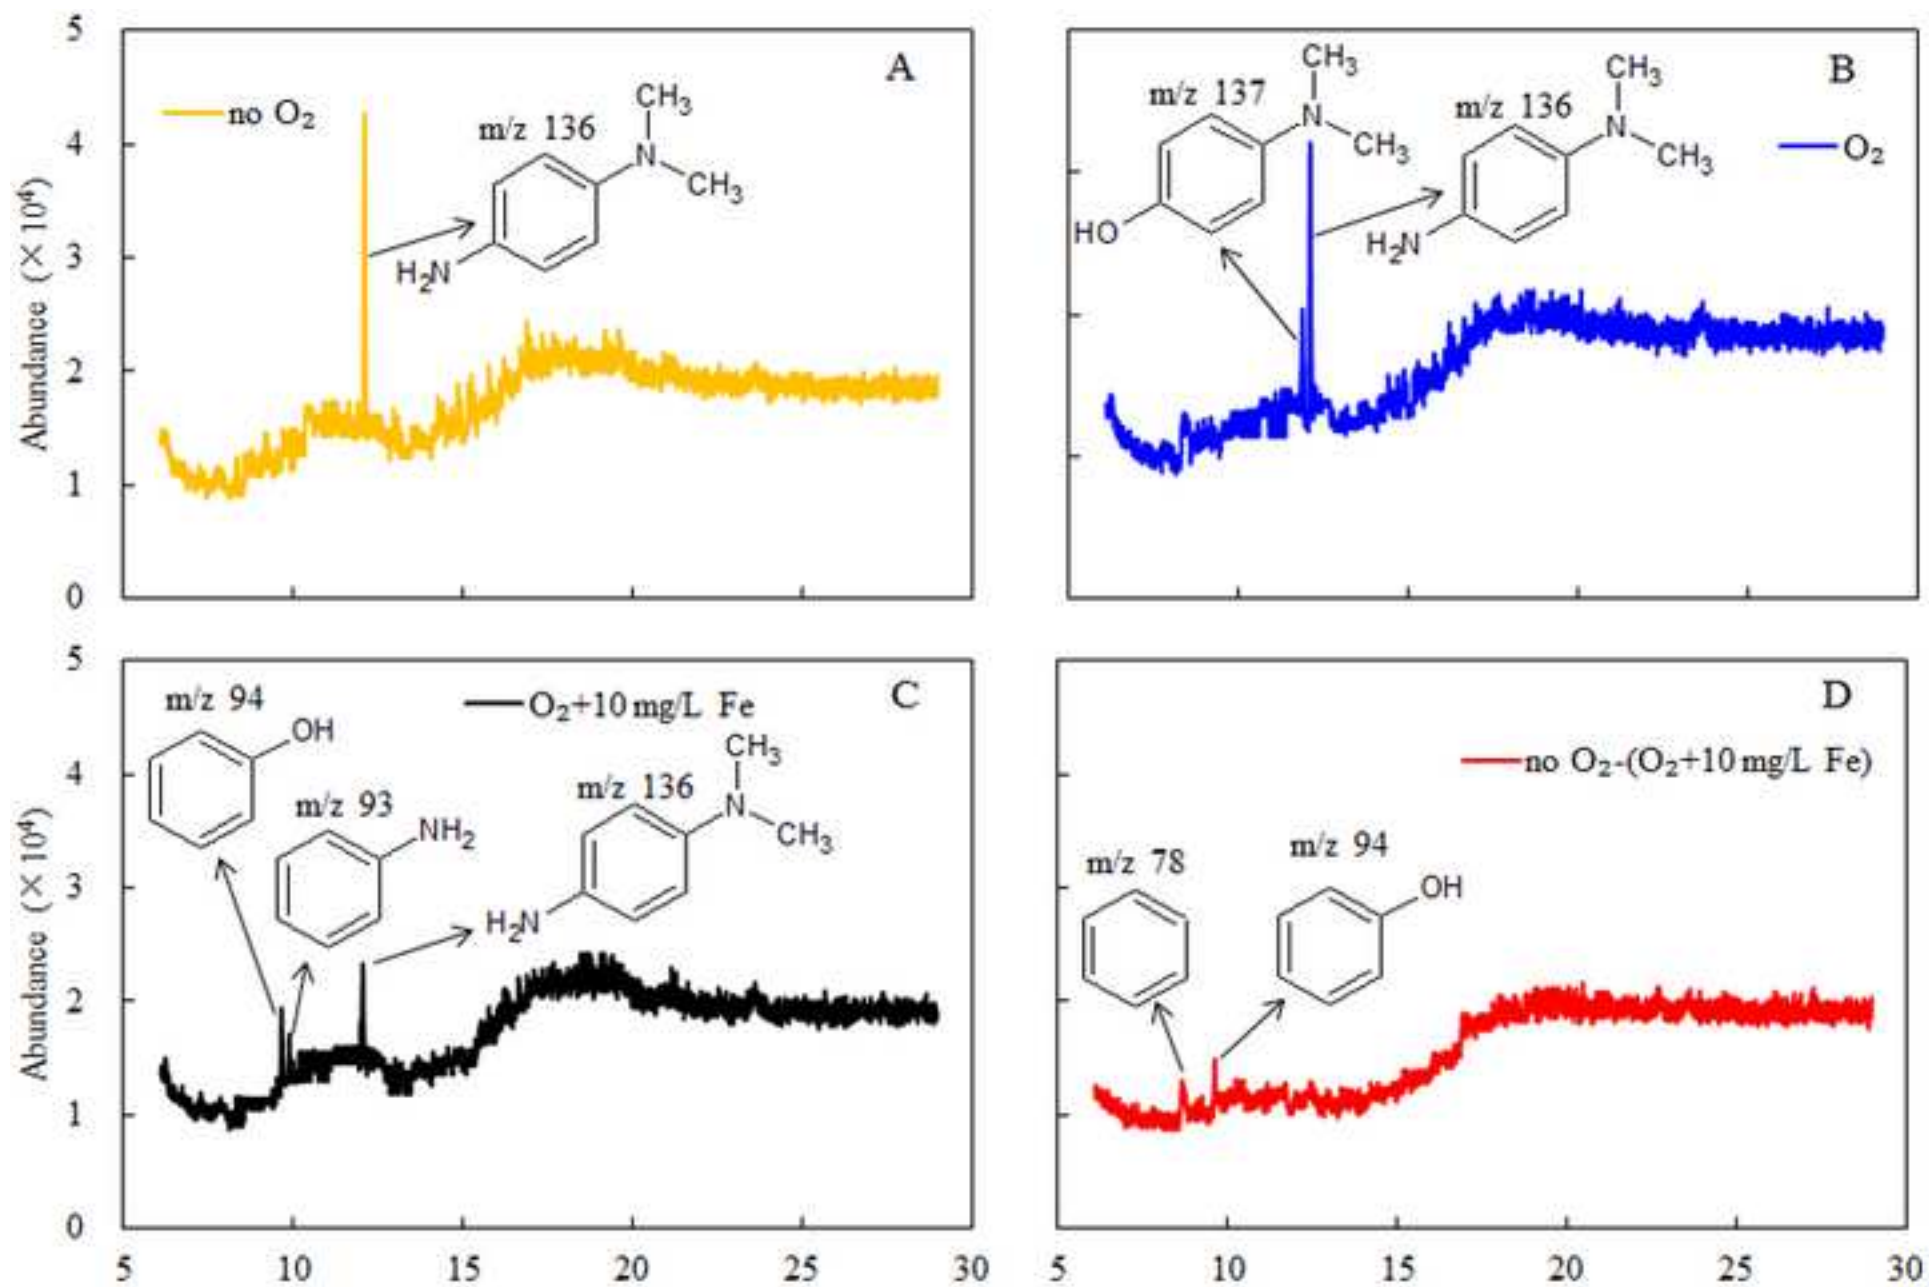 5
4
3
2
1
0
Abundance (×10⁴)
A
no O₂
m/z 136
CH₃
N
CH₃
H₂N
B
O₂
m/z 137
CH₃
N
CH₃
HO
m/z 136
CH₃
N
CH₃
H₂N
5
4
3
2
1
0
Abundance (×10⁴)
C
O₂+10 mg/L Fe
m/z 94
OH
m/z 93
NH₂
m/z 136
CH₃
N
CH₃
H₂N
5 10 15 20 25 30
D
no O₂-(O₂+10 mg/L Fe)
m/z 78
m/z 94
OH
5 10 15 20 25 30